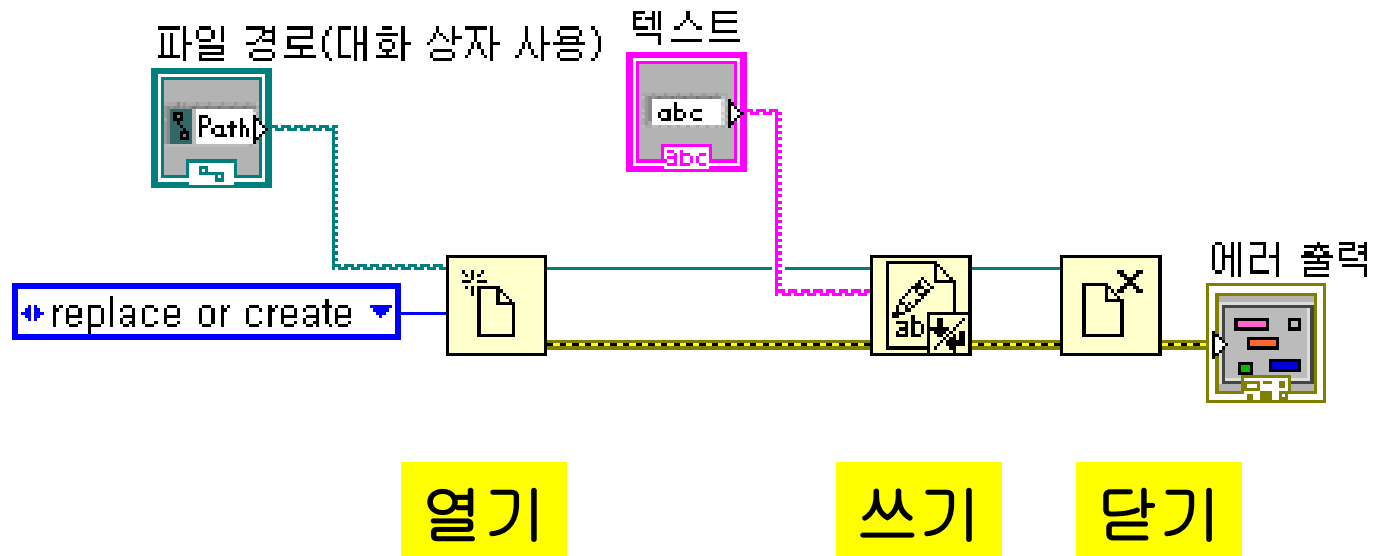 파일 경로(대화 상자 사용)
텍스트
Path
abc
abc
에러 출력
replace or create
ab
열기
쓰기
닫기